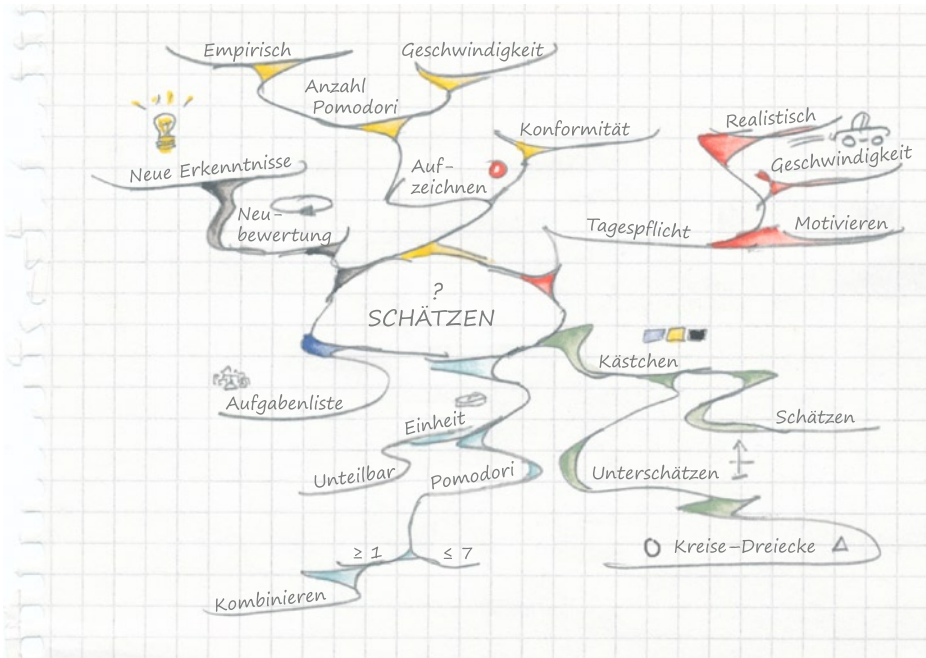 Empirisch
Geschwindigkeit
Anzahl
Pomodori
Konformität
Realistisch
Geschwindigkeit
Neue Erkenntnisse
Auf-
zeichnen
Neu-
bewertung
Tagespflicht
Motivieren
?
SCHÄTZEN
Kästchen
Aufgabenliste
Einheit
Schätzen
Unteilbar
Pomodori
Unterschätzen
≥ 1
≤ 7
Kreise-Dreiecke
Kombinieren